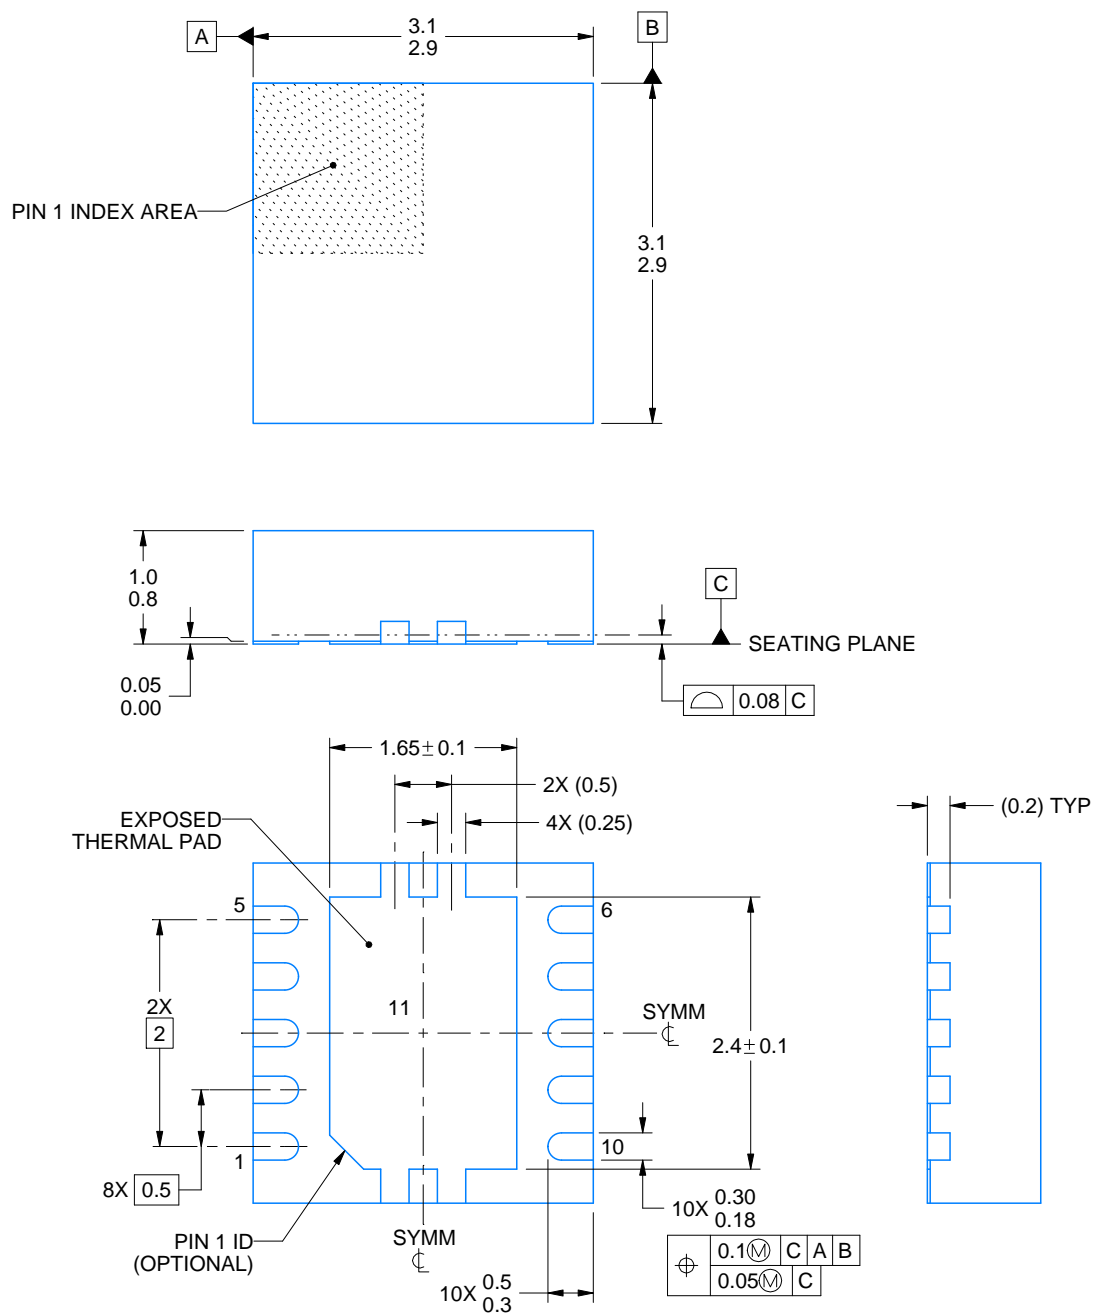 A
3.1
2.9
B
PIN 1 INDEX AREA
3.1
2.9
1.0
0.8
C
SEATING PLANE
0.05
0.00
0.08 C
1.65± 0.1
2X (0.5)
(0.2) TYP
4X (0.25)
EXPOSED
THERMAL PAD
5
6
2X
2
11
SYMM
℄
2.4± 0.1
1
10
8X 0.5
10X 0.30
0.18
PIN 1 ID
(OPTIONAL)
SYMM
℄
0.1Ⓜ C A B
0.05Ⓜ C
10X 0.5
0.3